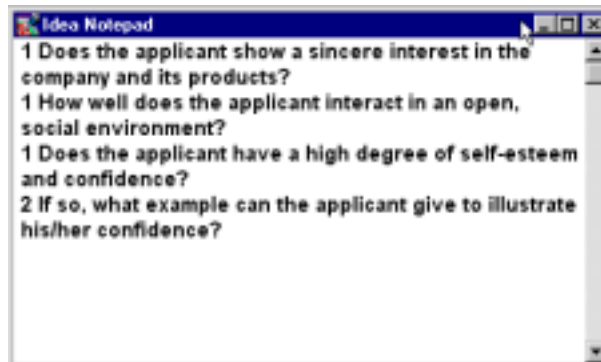 Idea Notepad
1 Does the applicant show a sincere interest in the
company and its products?
1 How well does the applicant interact in an open,
social environment?
1 Does the applicant have a high degree of self-esteem
and confidence?
2 If so, what example can the applicant give to illustrate
his/her confidence?